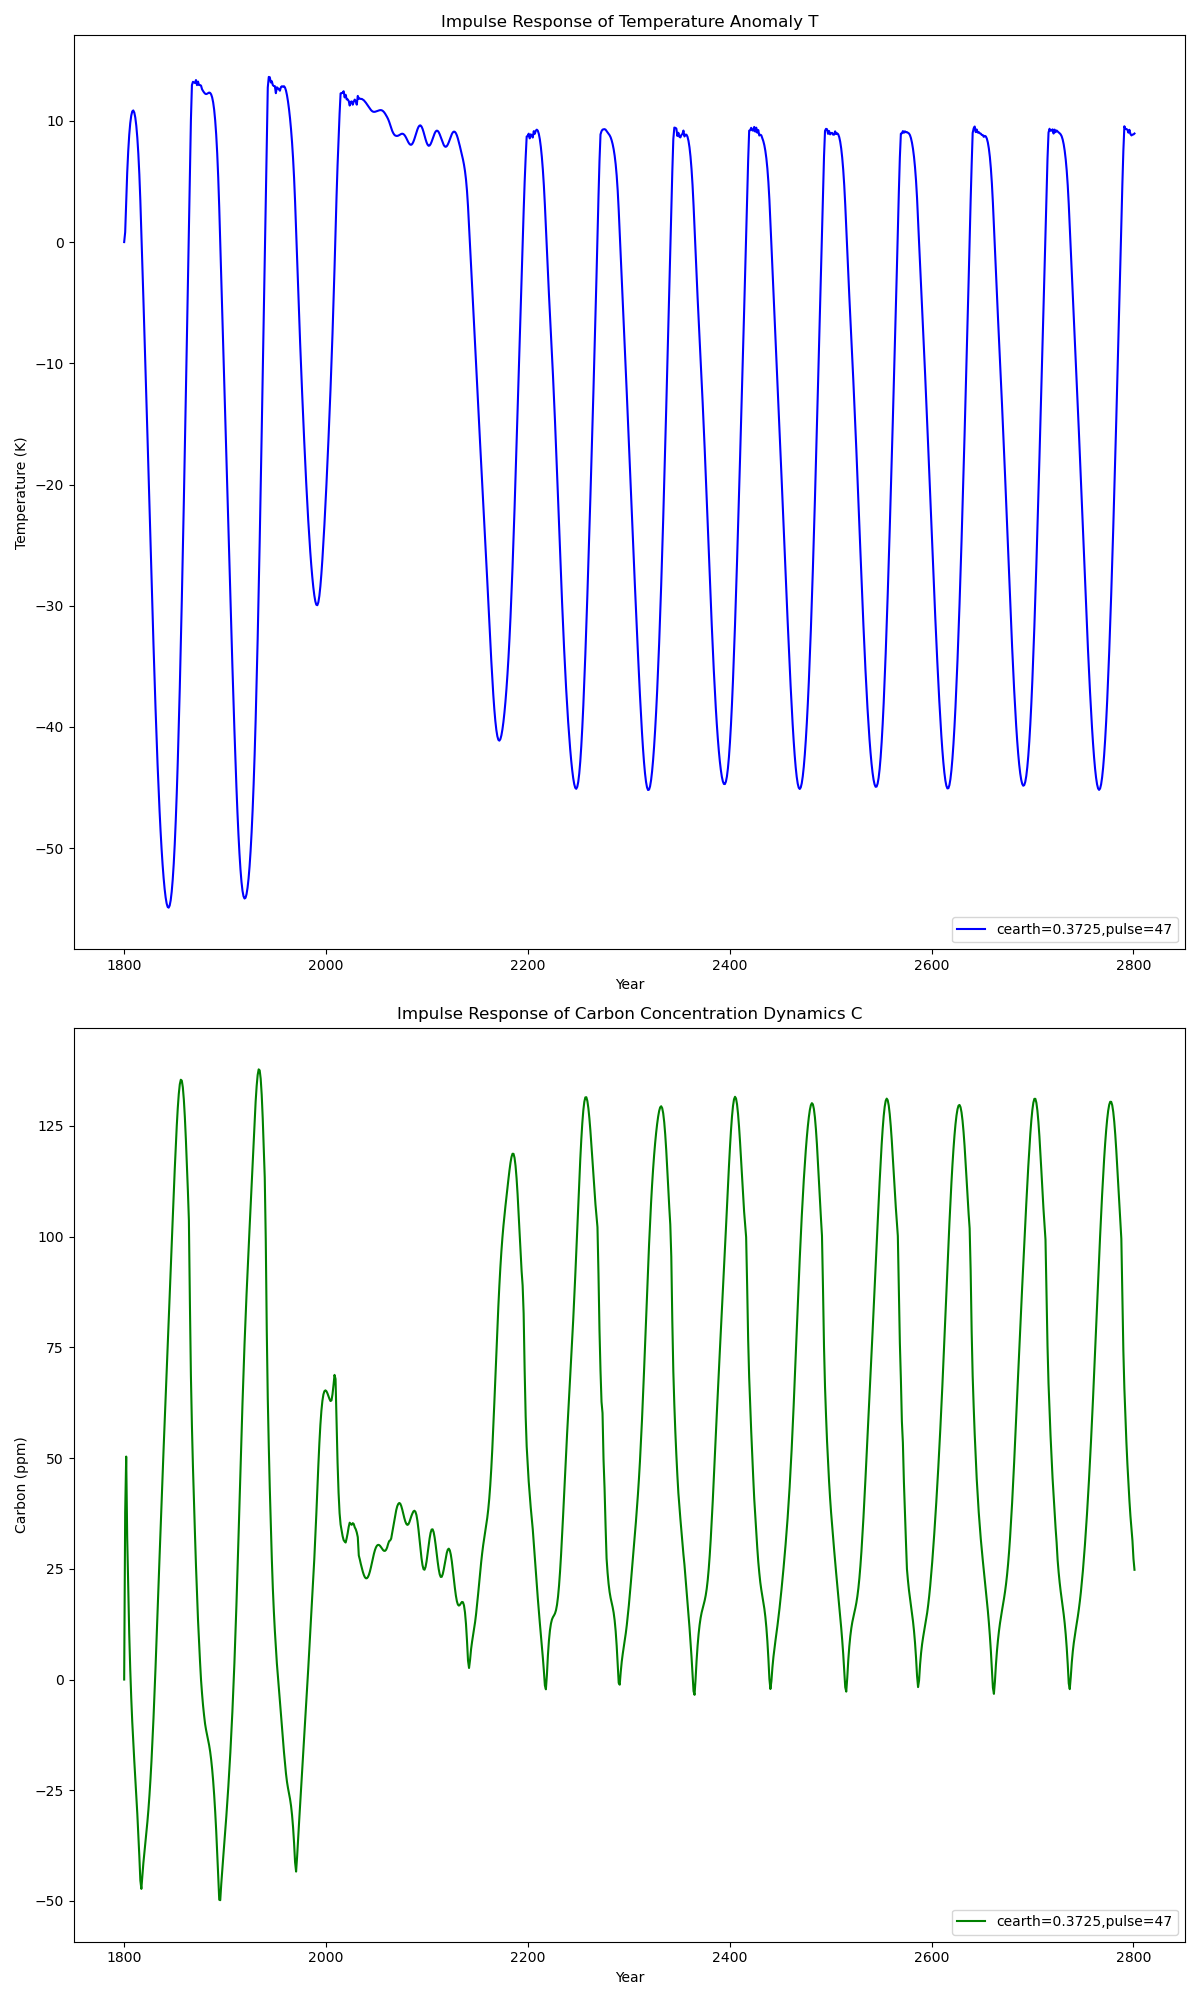 Impulse Response of Temperature Anomaly T
Temperature (K)
10
0
−10
−20
−30
−40
−50
cearth=0.3725,pulse=47
1800 2000 2200 2400 2600 2800
Year
Impulse Response of Carbon Concentration Dynamics C
Carbon (ppm)
125
100
75
50
25
0
−25
−50
cearth=0.3725,pulse=47
1800 2000 2200 2400 2600 2800
Year